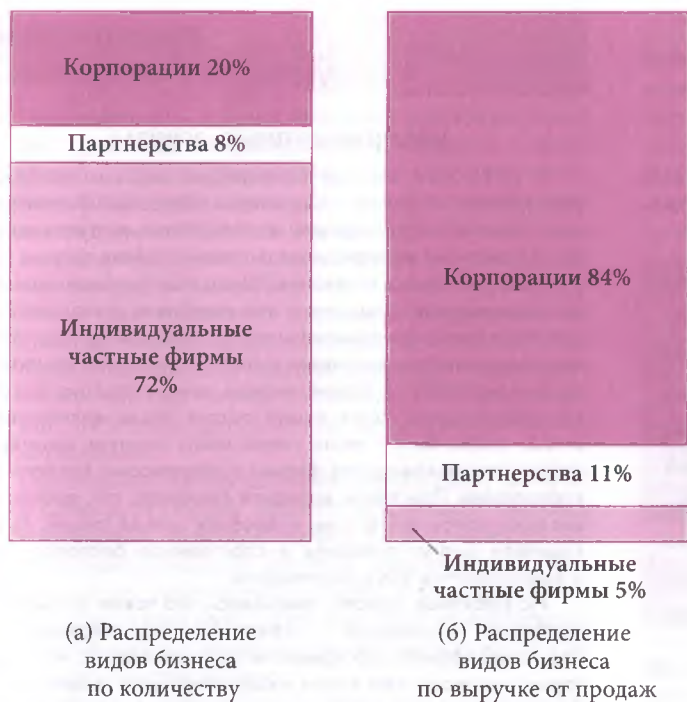 Корпорации 20%
Партнерства 8%
Индивидуальные
частные фирмы
72%
(а) Распределение
видов бизнеса
по количеству
Корпорации 84%
Партнерства 11%
Индивидуальные
частные фирмы 5%
(б) Распределение
видов бизнеса
по выручке от продаж